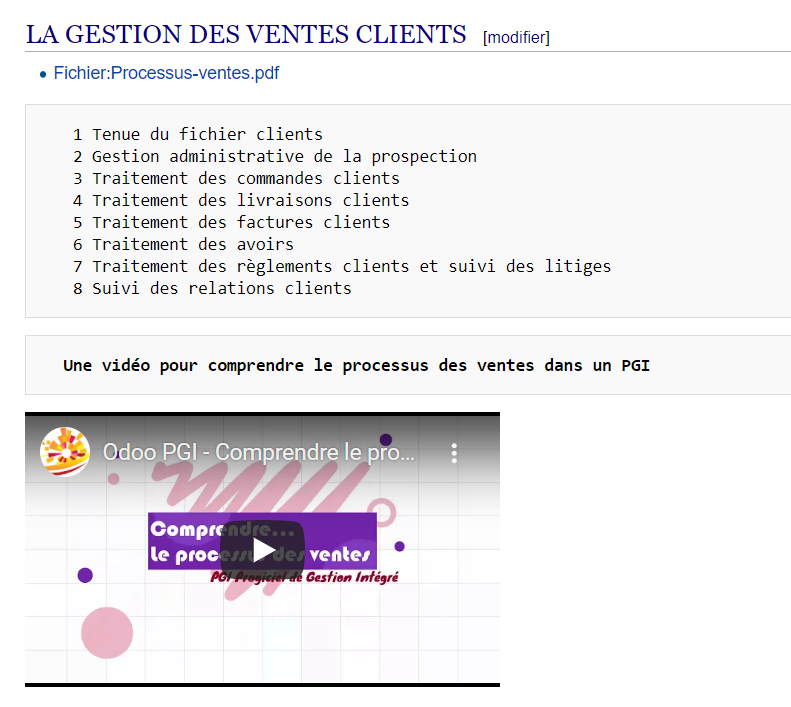 LA GESTION DES VENTES CLIENTS [modifier]
Fichier:Processus-ventes.pdf
1 Tenue du fichier clients
2 Gestion administrative de la prospection
3 Traitement des commandes clients
4 Traitement des livraisons clients
5 Traitement des factures clients
6 Traitement des avoirs
7 Traitement des règlements clients et suivi des litiges
8 Suivi des relations clients
Une vidéo pour comprendre le processus des ventes dans un PGI
Odoo PGI - Comprendre le pro...
Comprendre...
Le processus des ventes
PGI Progiciel de Gestion Intégré